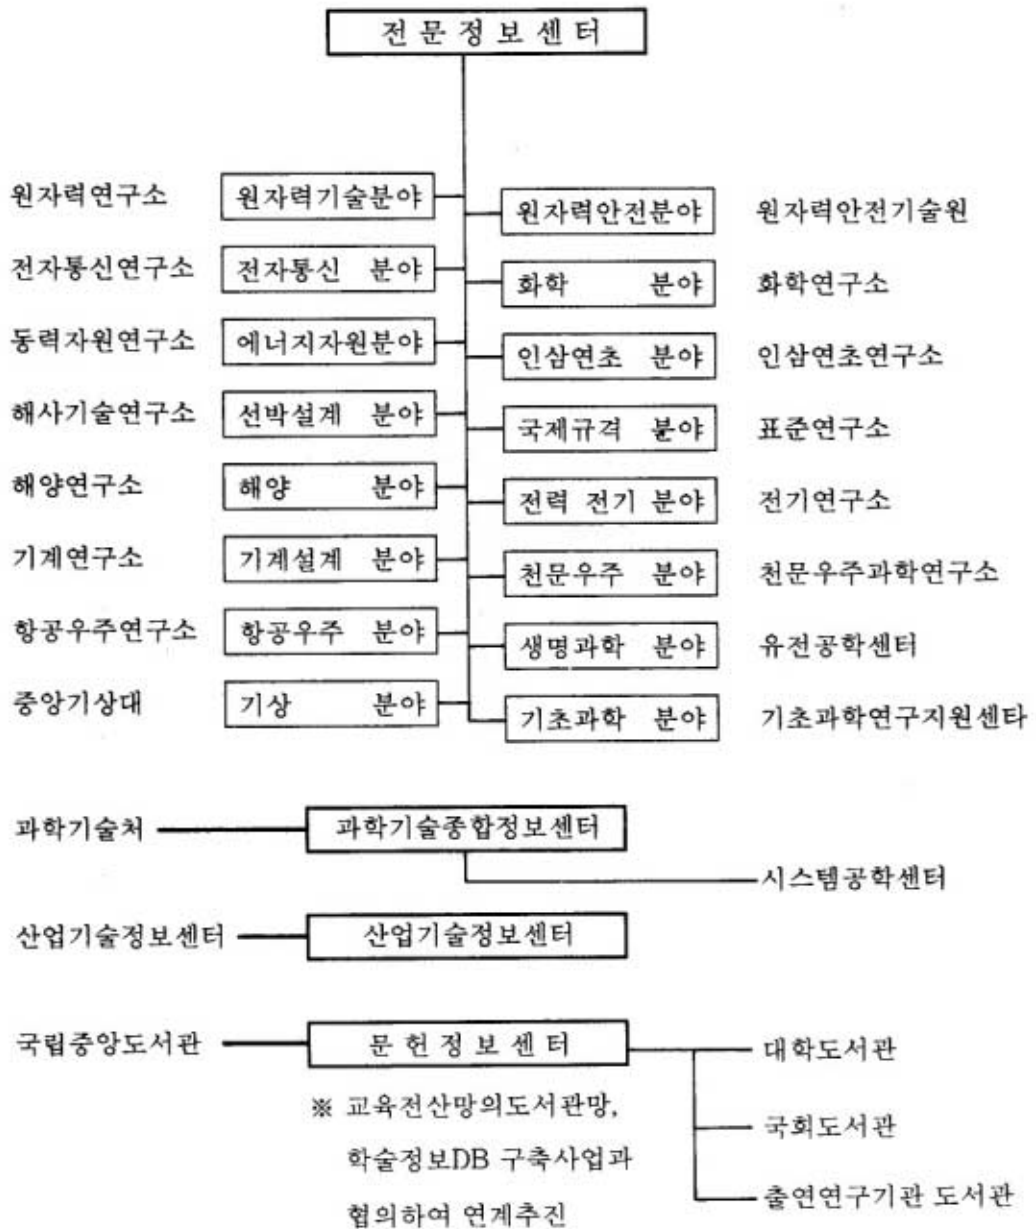 전 문 정 보 센 터
원자력연구소 원자력기술분야 원자력안전분야 원자력안전기술원
전자통신연구소 전자통신 분야 화학 분야 화학연구소
동력자원연구소 에너지자원분야 인삼연초 분야 인삼연초연구소
해사기술연구소 선박설계 분야 국제규격 분야 표준연구소
해양연구소 해양 분야 전력 전기 분야 전기연구소
기계연구소 기계설계 분야 천문우주 분야 천문우주과학연구소
항공우주연구소 항공우주 분야 생명과학 분야 유전공학센터
중앙기상대 기상 분야 기초과학 분야 기초과학연구지원센타
과학기술처 과학기술종합정보센터
시스템공학센터
산업기술정보센터 산업기술정보센터
국립중앙도서관 문 헌 정 보 센 터 대학도서관
※ 교육전산망의도서관망,
국회도서관
학술정보DB 구축사업과
출연연구기관 도서관
협의하여 연계추진